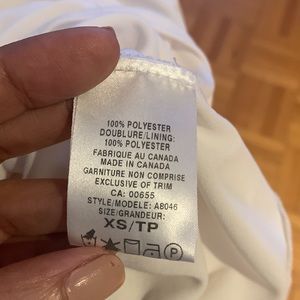 100% POLYESTER
DOUBLURE/LINING:
100% POLYESTER
FABRIQUE AU CANADA
MADE IN CANADA
GARNITURE NON COMPRISE
EXCLUSIVE OF TRIM
CA: 00655
STYLE/MODELE: A8046
SIZE/GRANDEUR:
XS/TP
P